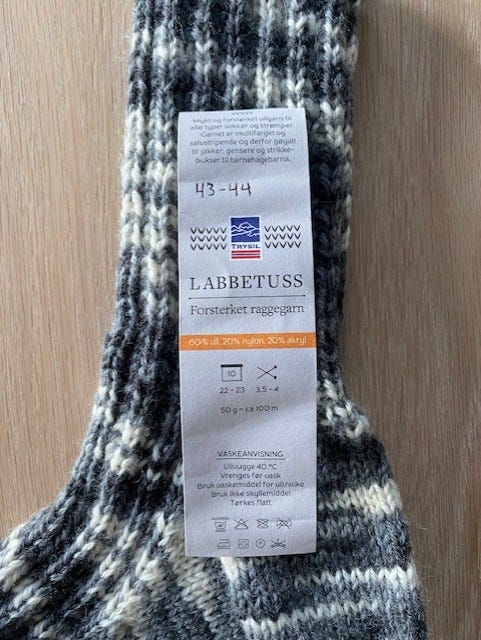 Mykt og forsterket ullgarn til
alle typer sokker og strømper.
Garnet er multifarget og
selvstripende og derfor gøyalt
til jakker, gensere og strikke-
bukser til barnehagebarna.
43-44
TRYSIL
LABBETUSS
Forsterket raggegarn
60% ull, 20% nylon, 20% akryl
10
22 – 23 3,5 – 4
50 g – ca 100 m
VASKEANVISNING
Ullvugge 40 °C
Vrenges før vask
Bruk vaskemiddel for ull/silke
Bruk ikke skyllemiddel
Tørkes flatt